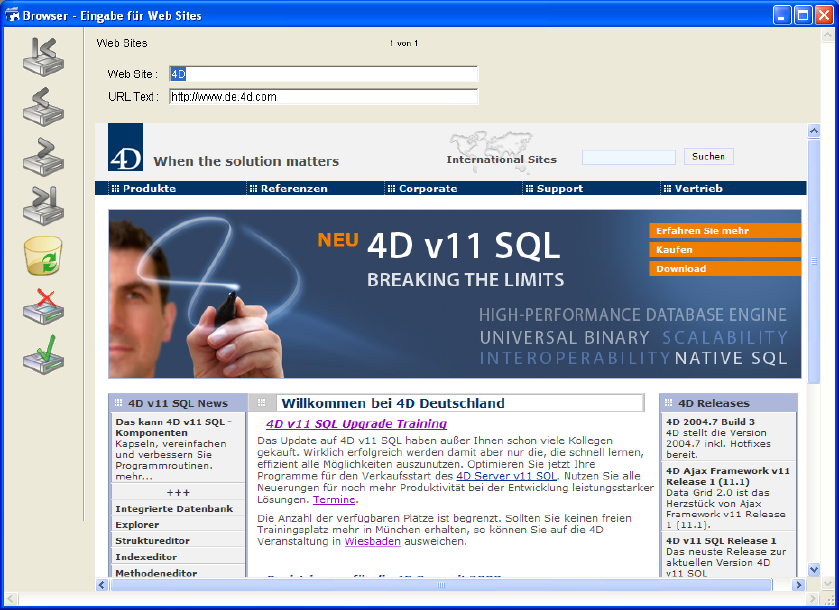 Browser - Eingabe für Web Sites
Web Sites
1 von 1
Web Site :
4D
URL Text :
http://www.de.4d.com
4D
When the solution matters
International Sites
Suchen
Produkte
Referenzen
Corporate
Support
Vertrieb
NEU 4D v11 SQL
BREAKING THE LIMITS
Erfahren Sie mehr
Kaufen
Download
HIGH-PERFORMANCE DATABASE ENGINE
UNIVERSAL BINARY SCALABILITY
INTEROPERABILITY NATIVE SQL
4D v11 SQL News
Das kann 4D v11 SQL -
Komponenten
Kapseln, vereinfachen
und verbessern Sie
Programmroutinen.
mehr...
+++
Integrierte Datenbank
Explorer
Struktureditor
Indexeditor
Methodeneditor
Willkommen bei 4D Deutschland
4D v11 SQL Upgrade Training
Das Update auf 4D v11 SQL haben außer Ihnen schon viele Kollegen
gekauft. Wirklich erfolgreich werden damit aber nur die, die schnell lernen,
effizient alle Möglichkeiten auszunutzen. Optimieren Sie jetzt Ihre
Programme für den Verkaufsstart des 4D Server v11 SQL. Nutzen Sie alle
Neuerungen für noch mehr Produktivität bei der Entwicklung leistungsstarker
Lösungen. Termine.
Die Anzahl der verfügbaren Plätze ist begrenzt. Sollten Sie keinen freien
Trainingsplatz mehr in München erhalten, so können Sie auf die 4D
Veranstaltung in Wiesbaden ausweichen.
4D Releases
4D 2004.7 Build 3
4D stellt die Version
2004.7 inkl. Hotfixes
bereit.
4D Ajax Framework v11
Release 1 (11.1)
Data Grid 2.0 ist das
Herzstück von Ajax
Framework v11 Release
1 (11.1).
4D v11 SQL Release 1
Das neuste Release zur
aktuellen Version 4D
v11 SQL